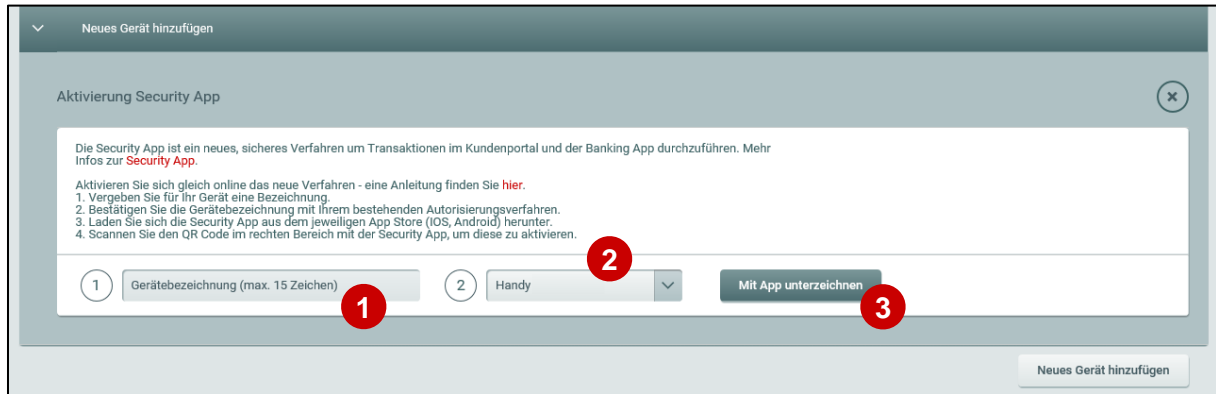 Neues Gerät hinzufügen
Aktivierung Security App
Die Security App ist ein neues, sicheres Verfahren um Transaktionen im Kundenportal und der Banking App durchzuführen. Mehr
Infos zur Security App.
Aktivieren Sie sich gleich online das neue Verfahren - eine Anleitung finden Sie hier.
1. Vergeben Sie für Ihr Gerät eine Bezeichnung.
2. Bestätigen Sie die Gerätebezeichnung mit Ihrem bestehenden Autorisierungsverfahren.
3. Laden Sie sich die Security App aus dem jeweiligen App Store (IOS, Android) herunter.
4. Scannen Sie den QR Code im rechten Bereich mit der Security App, um diese zu aktivieren.
1 Gerätebezeichnung (max. 15 Zeichen) 2 Handy Mit App unterzeichnen
1 2 3
Neues Gerät hinzufügen